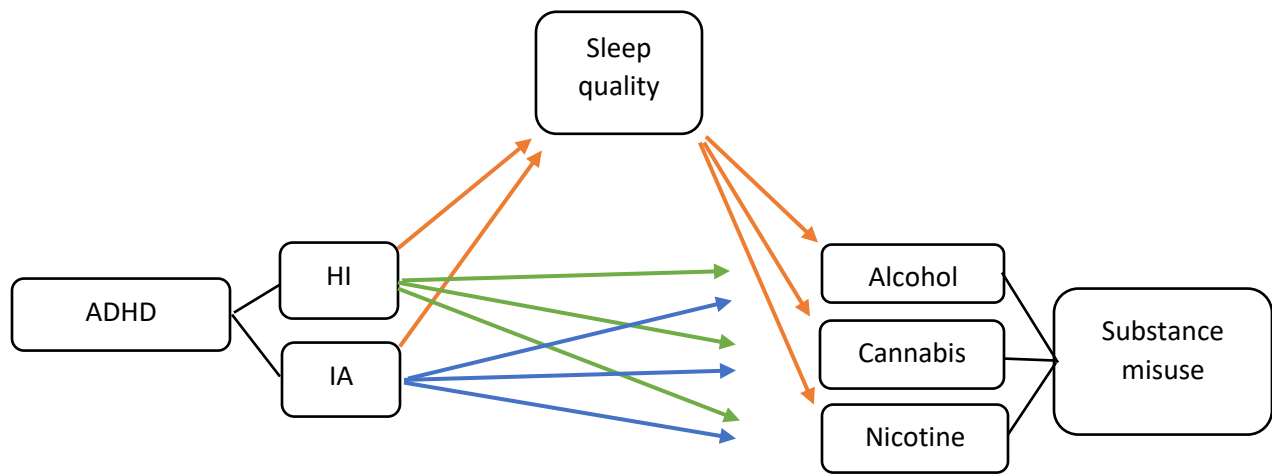 Sleep
quality
HI
Alcohol
ADHD
Substance
misuse
Cannabis
IA
Nicotine